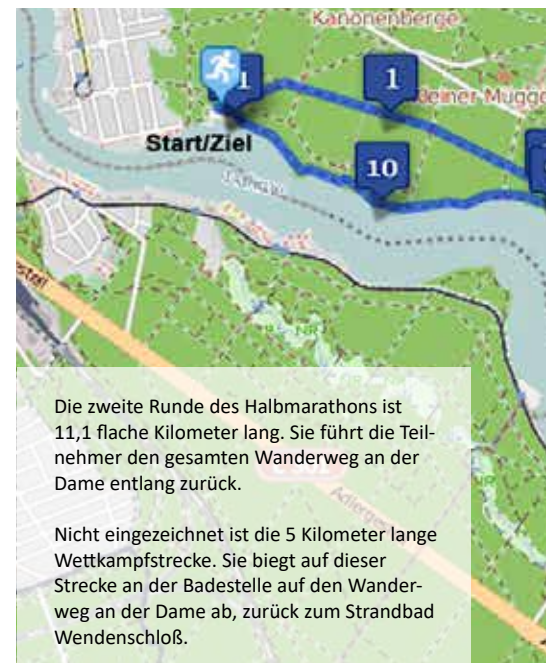 Kanonenberge
1
1
Start/Ziel
10
Die zweite Runde des Halbmarathons ist
11,1 flache Kilometer lang. Sie führt die Teil-
nehmer den gesamten Wanderweg an der
Dame entlang zurück.
Nicht eingezeichnet ist die 5 Kilometer lange
Wettkampfstrecke. Sie biegt auf dieser
Strecke an der Badestelle auf den Wander-
weg an der Dame ab, zurück zum Strandbad
Wendenschloß.